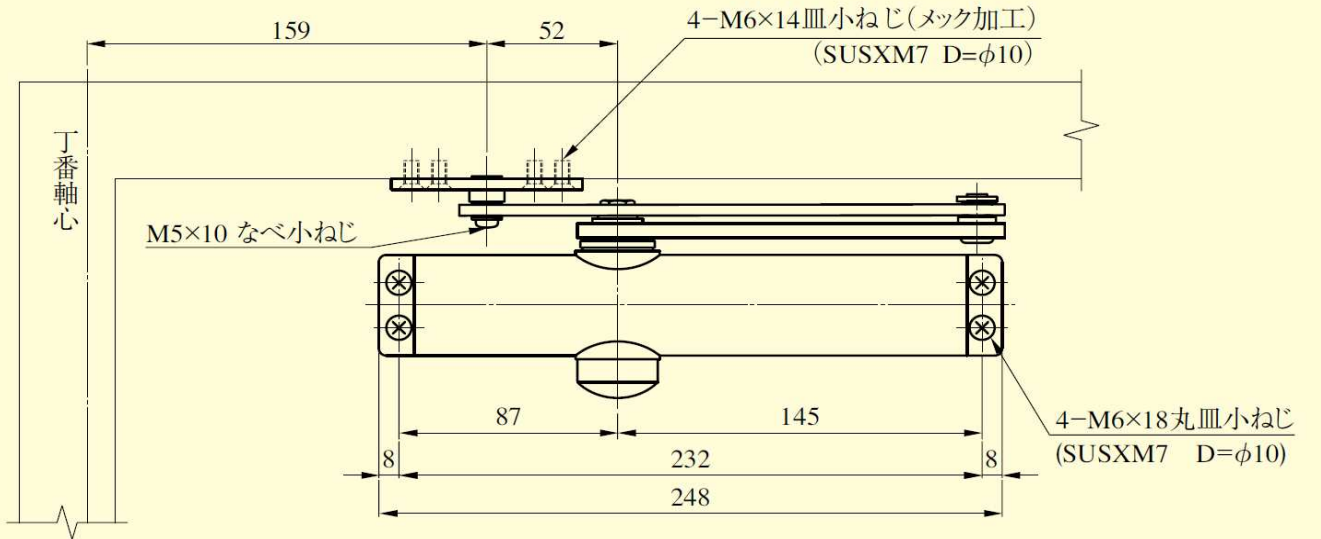 159
52
4−M6×14皿小ねじ(メック加工)
(SUSXM7 D=φ10)
丁番軸心
M5×10 なべ小ねじ
87
145
4−M6×18丸皿小ねじ
(SUSXM7 D=φ10)
8
232
8
248